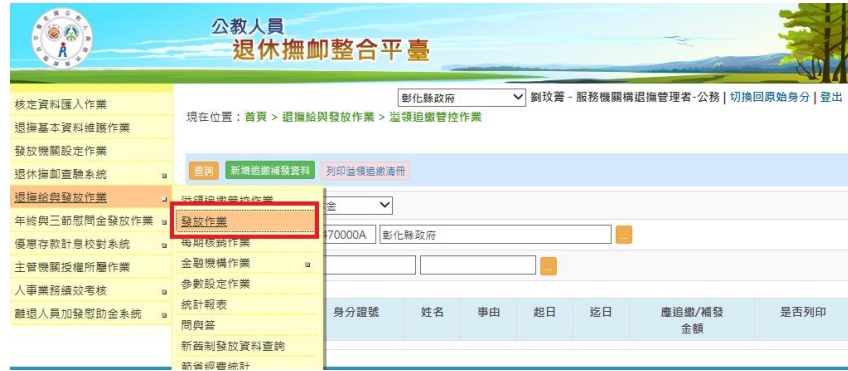 公教人員
退休撫卹整合平臺
彰化縣政府
劉玟菁 - 服務機關構退撫管理者-公務 | 切換回原始身分 | 登出
現在位置：首頁 > 退撫給與發放作業 > 溢領追繳管控作業
核定資料匯入作業
退撫基本資料維護作業
發放機關設定作業
退休撫卹查驗系統
退撫給與發放作業
年終與三節慰問金發放作業
優惠存款計息校對系統
主管機關授權所屬作業
人事業務績效考核
離退人員加發慰助金系統
查詢
新增追繳補發資料
列印溢領追繳清冊
溢領追繳管控作業
發放作業
每期核銷作業
金融機構作業
參數設定作業
統計報表
問與答
新舊制發放資料查詢
節省經費統計
金
470000A
彰化縣政府
...
...
身分證號 姓名 事由 起日 迄日 應追繳/補發金額 是否列印